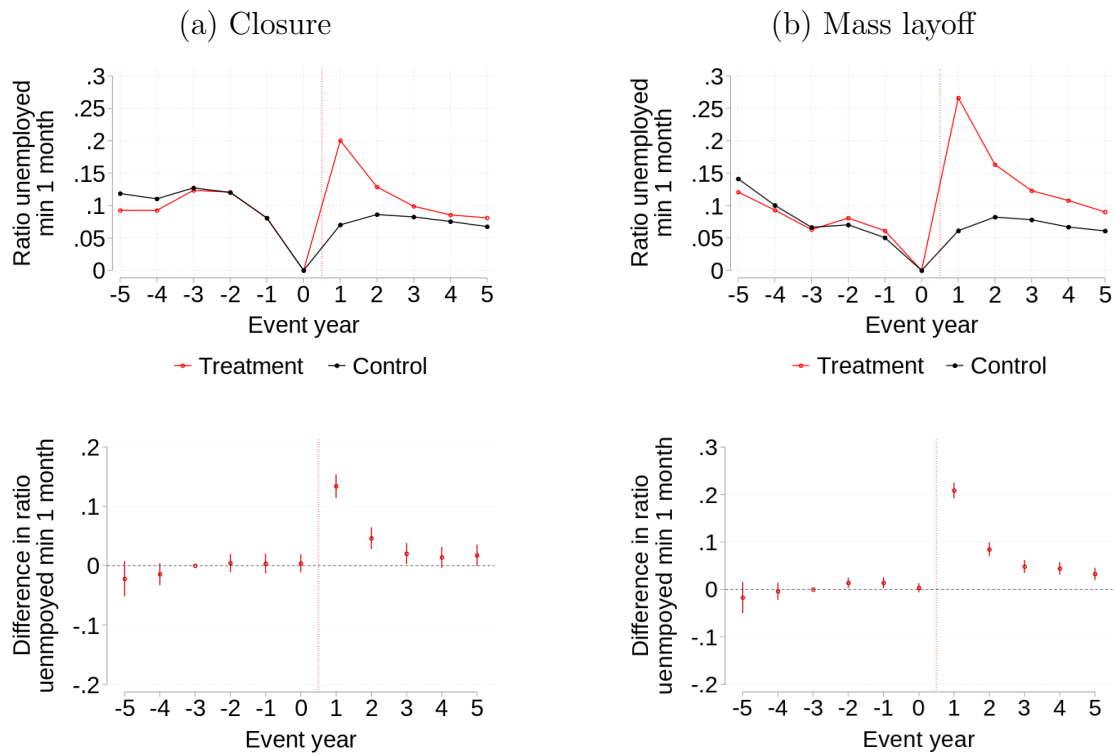 (a) Closure
Ratio unemployed
min 1 month
.3
.25
.2
.15
.1
.05
0
-5 -4 -3 -2 -1 0 1 2 3 4 5
Event year
Treatment Control
(b) Mass layoff
Ratio unemployed
min 1 month
.3
.25
.2
.15
.1
.05
0
-5 -4 -3 -2 -1 0 1 2 3 4 5
Event year
Treatment Control
Difference in ratio
uenmpoyed min 1 month
.2
.1
0
-.1
-.2
-5 -4 -3 -2 -1 0 1 2 3 4 5
Event year
Difference in ratio
uenmpoyed min 1 month
.3
.2
.1
0
-.1
-.2
-5 -4 -3 -2 -1 0 1 2 3 4 5
Event year